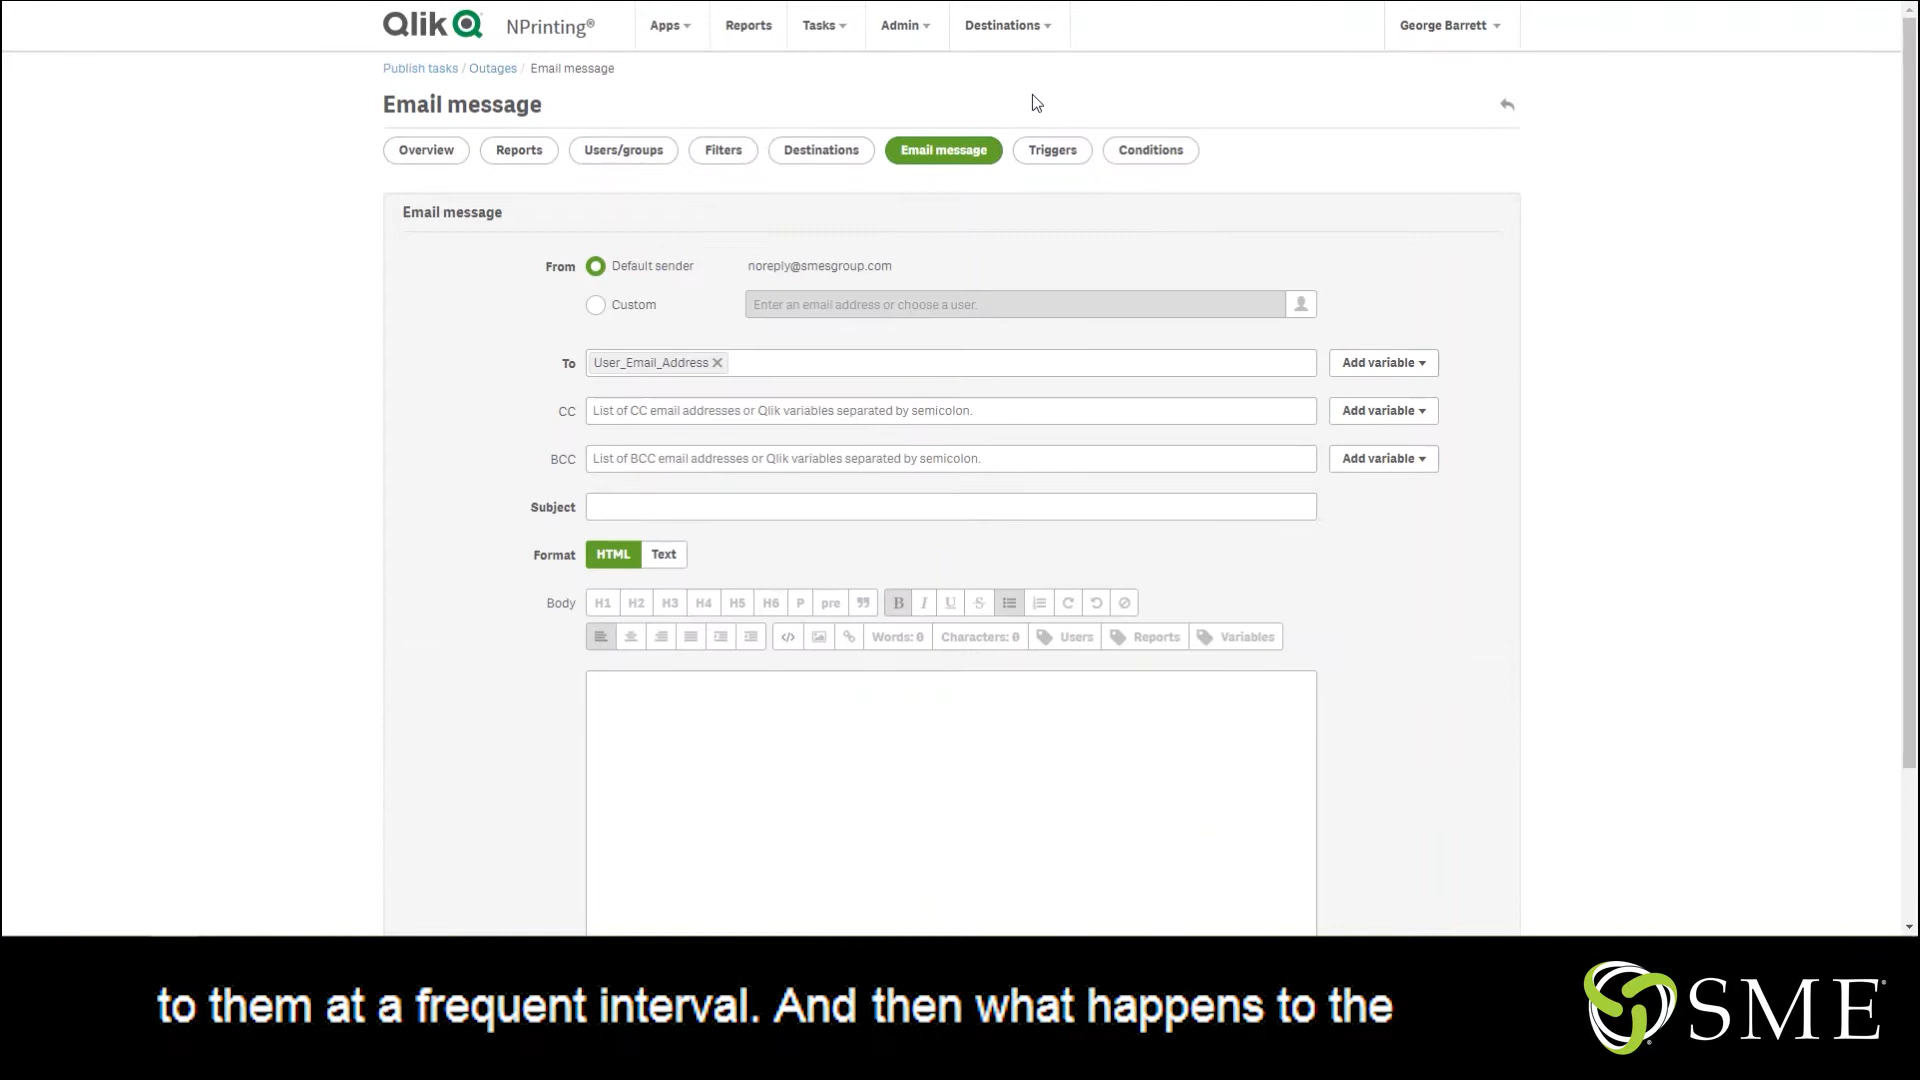 Qlik NPrinting® Apps Reports Tasks Admin Destinations George Barrett
Publish tasks / Outages / Email message
Email message
Overview Reports Users/groups Filters Destinations Email message Triggers Conditions
Email message
From Default sender noreply@smesgroup.com
Custom Enter an email address or choose a user.
To User_Email_Address Add variable
CC List of CC email addresses or Qlik variables separated by semicolon. Add variable
BCC List of BCC email addresses or Qlik variables separated by semicolon. Add variable
Subject
Format HTML Text
Body H1 H2 H3 H4 H5 H6 P pre B I U S
Words: 0 Characters: 0 Users Reports Variables
to them at a frequent interval. And then what happens to the
SME